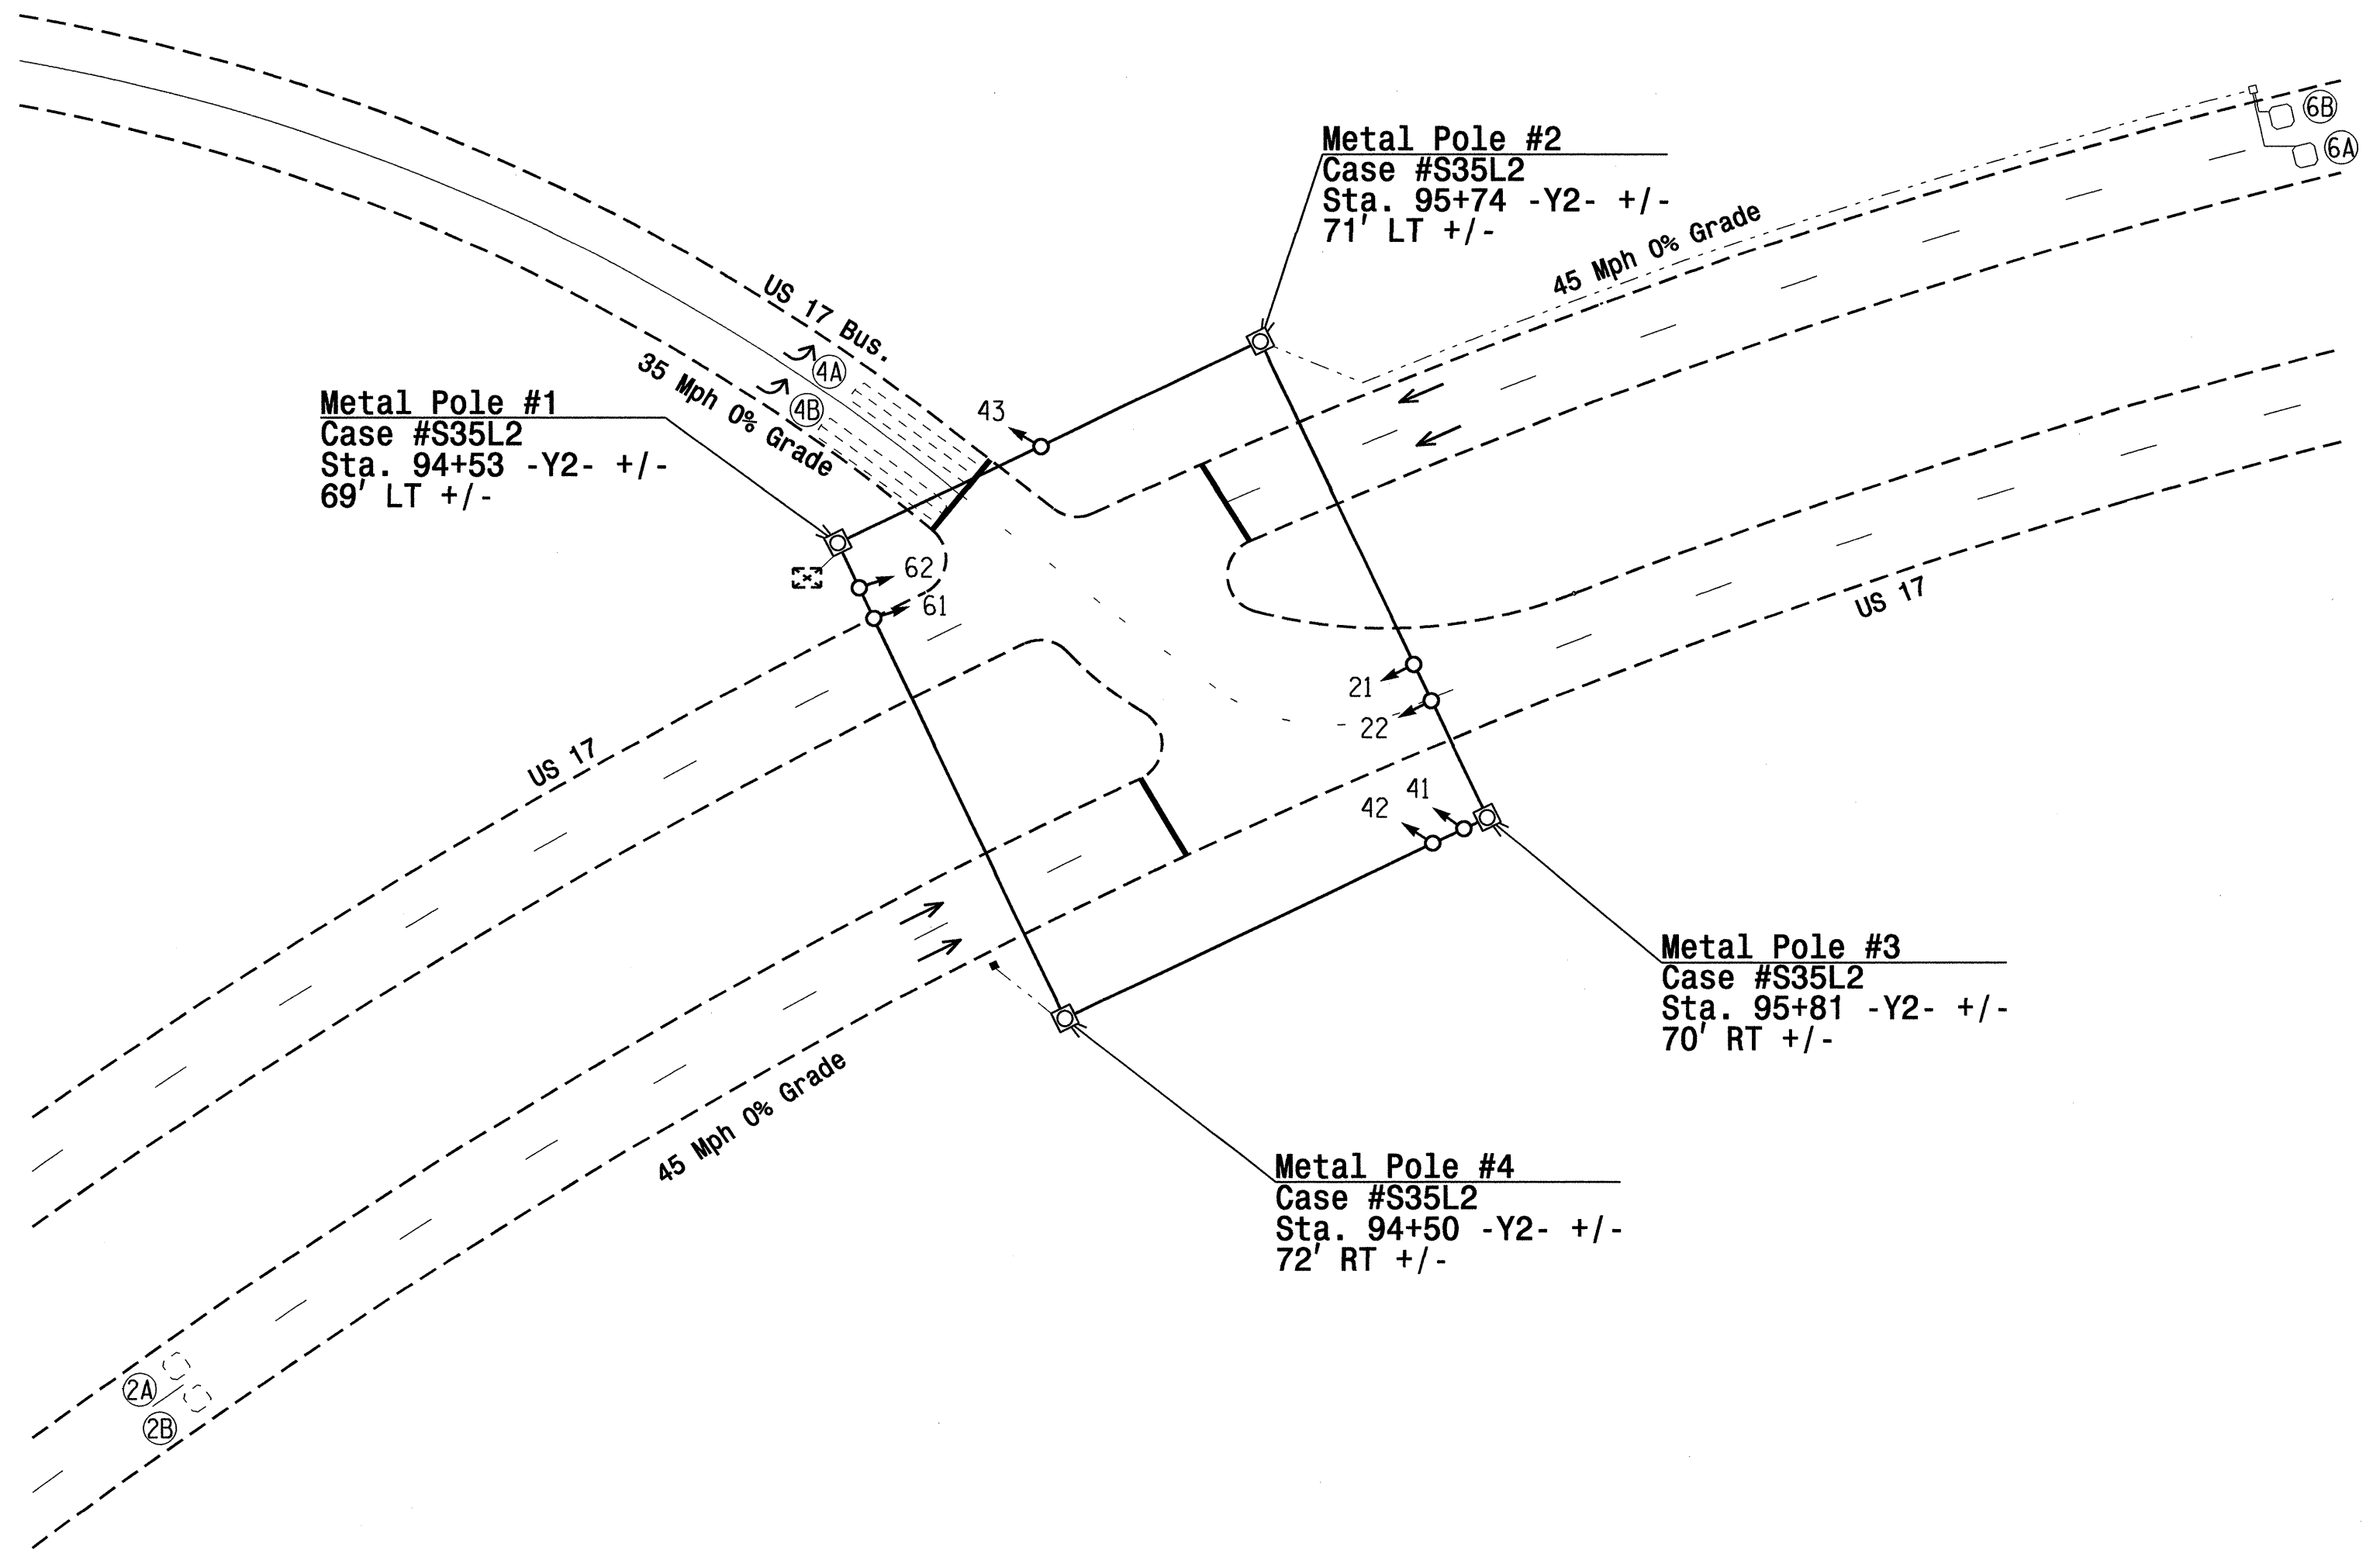 6B
6A
Metal Pole #2
Case #S35L2
Sta. 95+74 -Y2- +/-
71' LT +/-
45 Mph 0% Grade
US 17 Bus.
35 Mph 0% Grade
4A
4B
Metal Pole #1
Case #S35L2
Sta. 94+53 -Y2- +/-
69' LT +/-
43
62
61
US 17
21
22
US 17
41
42
Metal Pole #3
Case #S35L2
Sta. 95+81 -Y2- +/-
70' RT +/-
45 Mph 0% Grade
Metal Pole #4
Case #S35L2
Sta. 94+50 -Y2- +/-
72' RT +/-
2A
2B